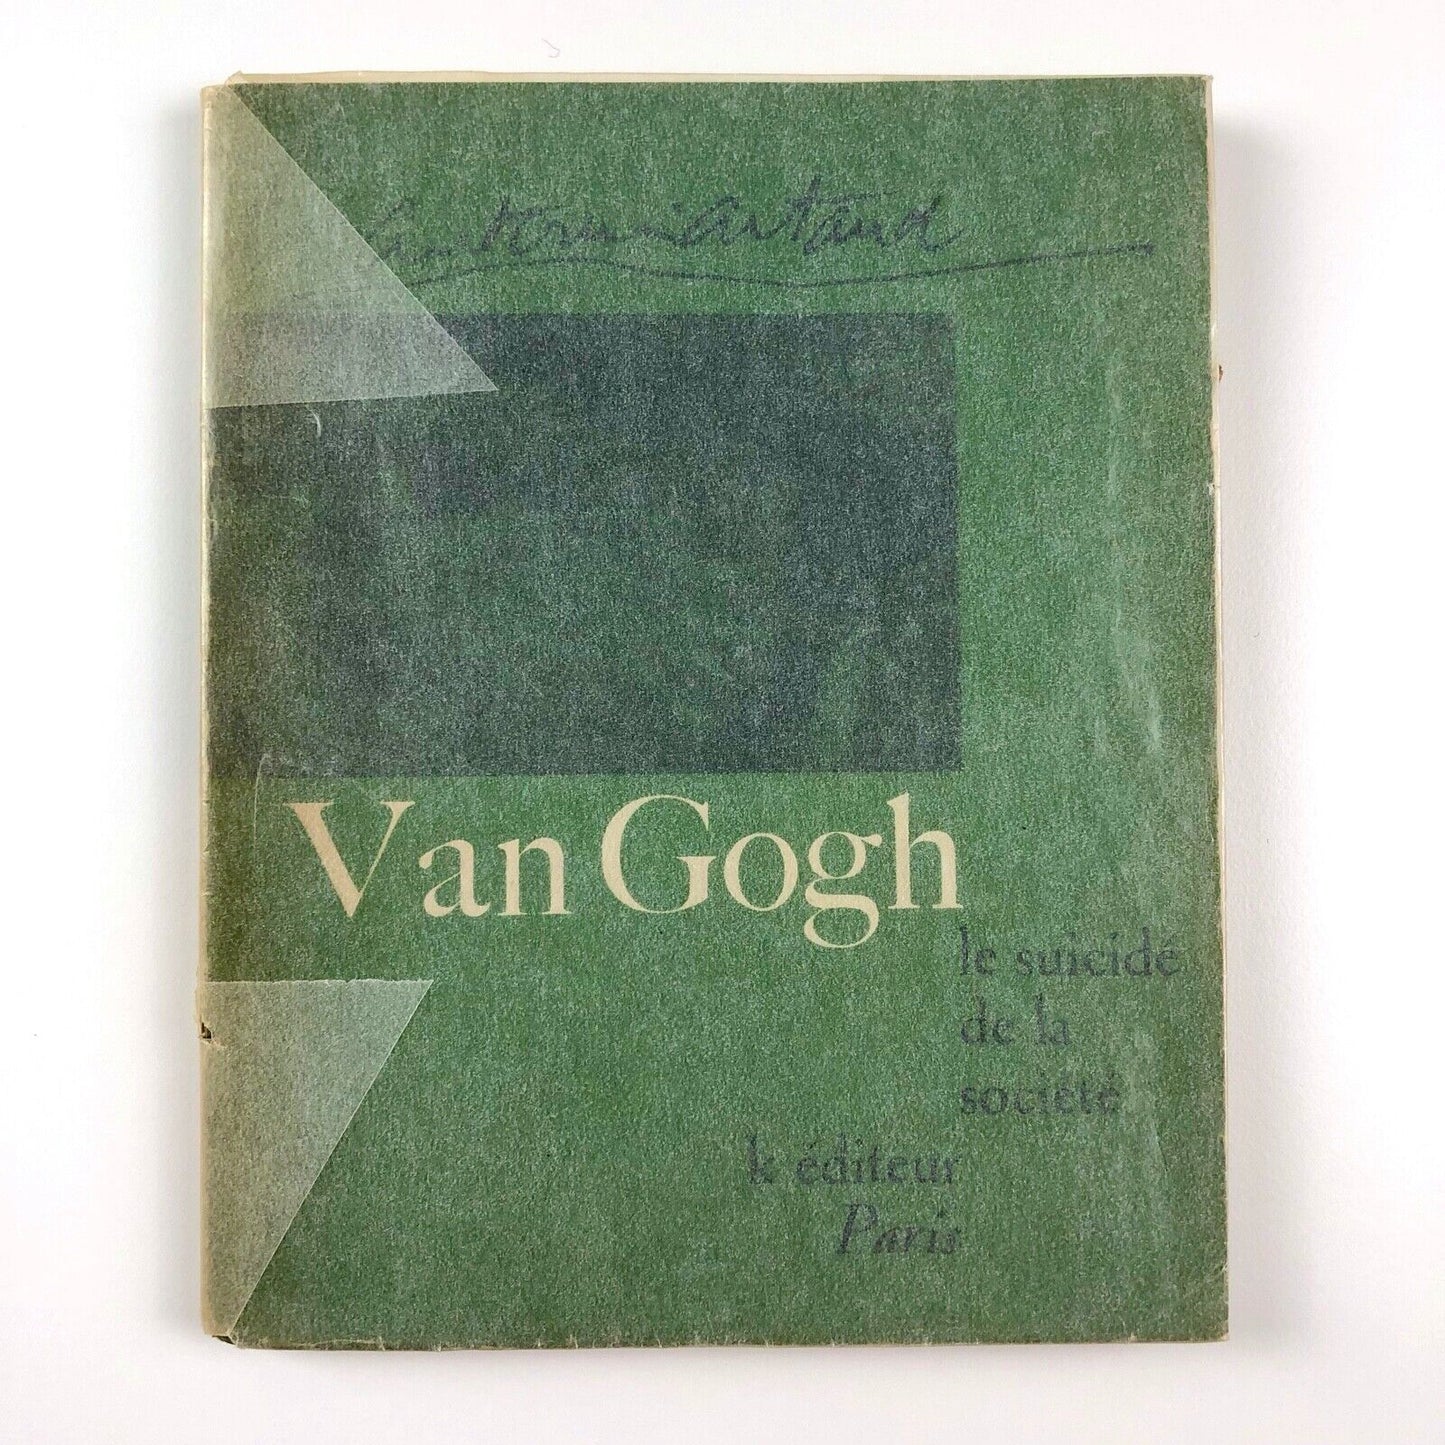 Antonin Artaud
Van Gogh
le suicidé
de la
société
k éditeur
Paris